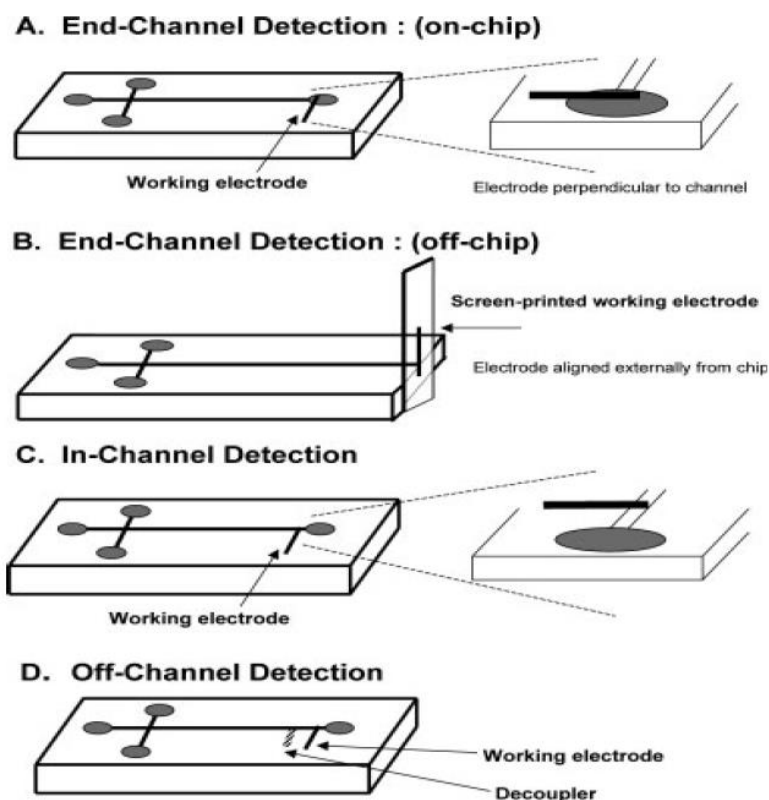 A. End-Channel Detection : (on-chip)
Working electrode
Electrode perpendicular to channel
B. End-Channel Detection : (off-chip)
Screen-printed working electrode
Electrode aligned externally from chip
C. In-Channel Detection
Working electrode
D. Off-Channel Detection
Working electrode
Decoupler